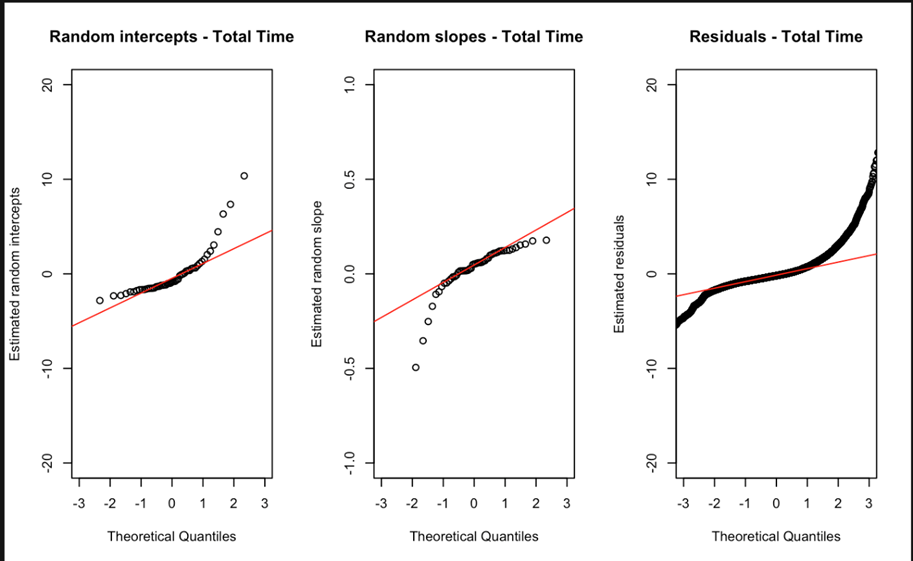 Random intercepts - Total Time
Estimated random intercepts
20
10
0
-10
-20
-3 -2 -1 0 1 2 3
Theoretical Quantiles
Random slopes - Total Time
Estimated random slope
1.0
0.5
0.0
-0.5
-1.0
-3 -2 -1 0 1 2 3
Theoretical Quantiles
Residuals - Total Time
Estimated residuals
20
10
0
-10
-20
-3 -2 -1 0 1 2 3
Theoretical Quantiles